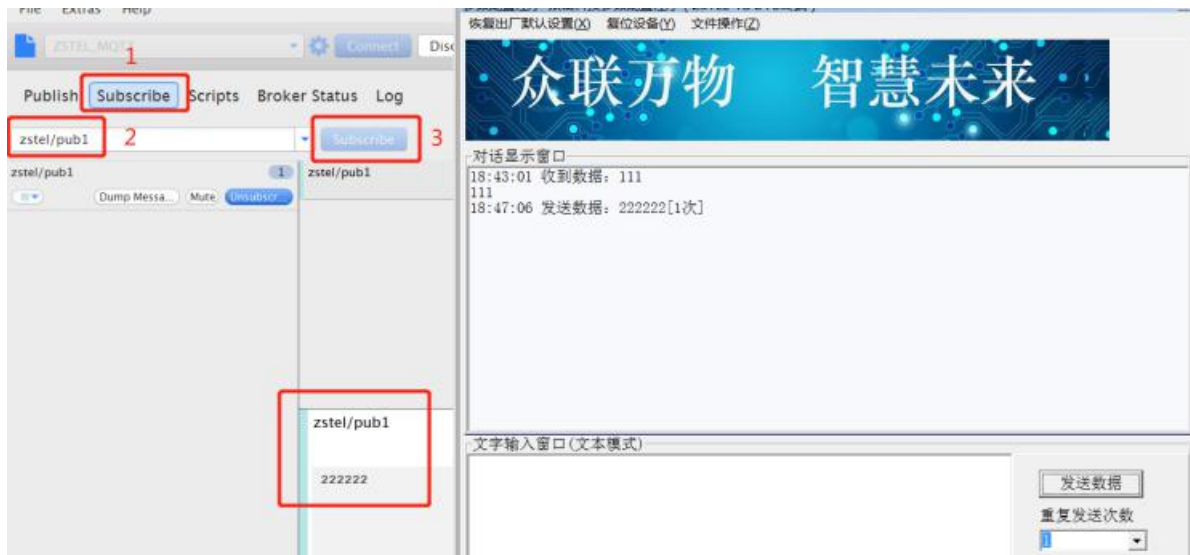 File Extras Help
ZSTEL_MQTT
Connect
1
Publish Subscribe Scripts Broker Status Log
zstel/pub1
2
Subscribe
3
zstel/pub1
1
Dump Messa...
Mute
Unsubscr...
zstel/pub1
zstel/pub1
222222
恢复出厂默认设置(X) 复位设备(Y) 文件操作(Z)
众联万物 智慧未来
对话显示窗口
18:43:01 收到数据: 111
111
18:47:06 发送数据: 222222[1次]
文字输入窗口(文本模式)
发送数据
重复发送次数
1